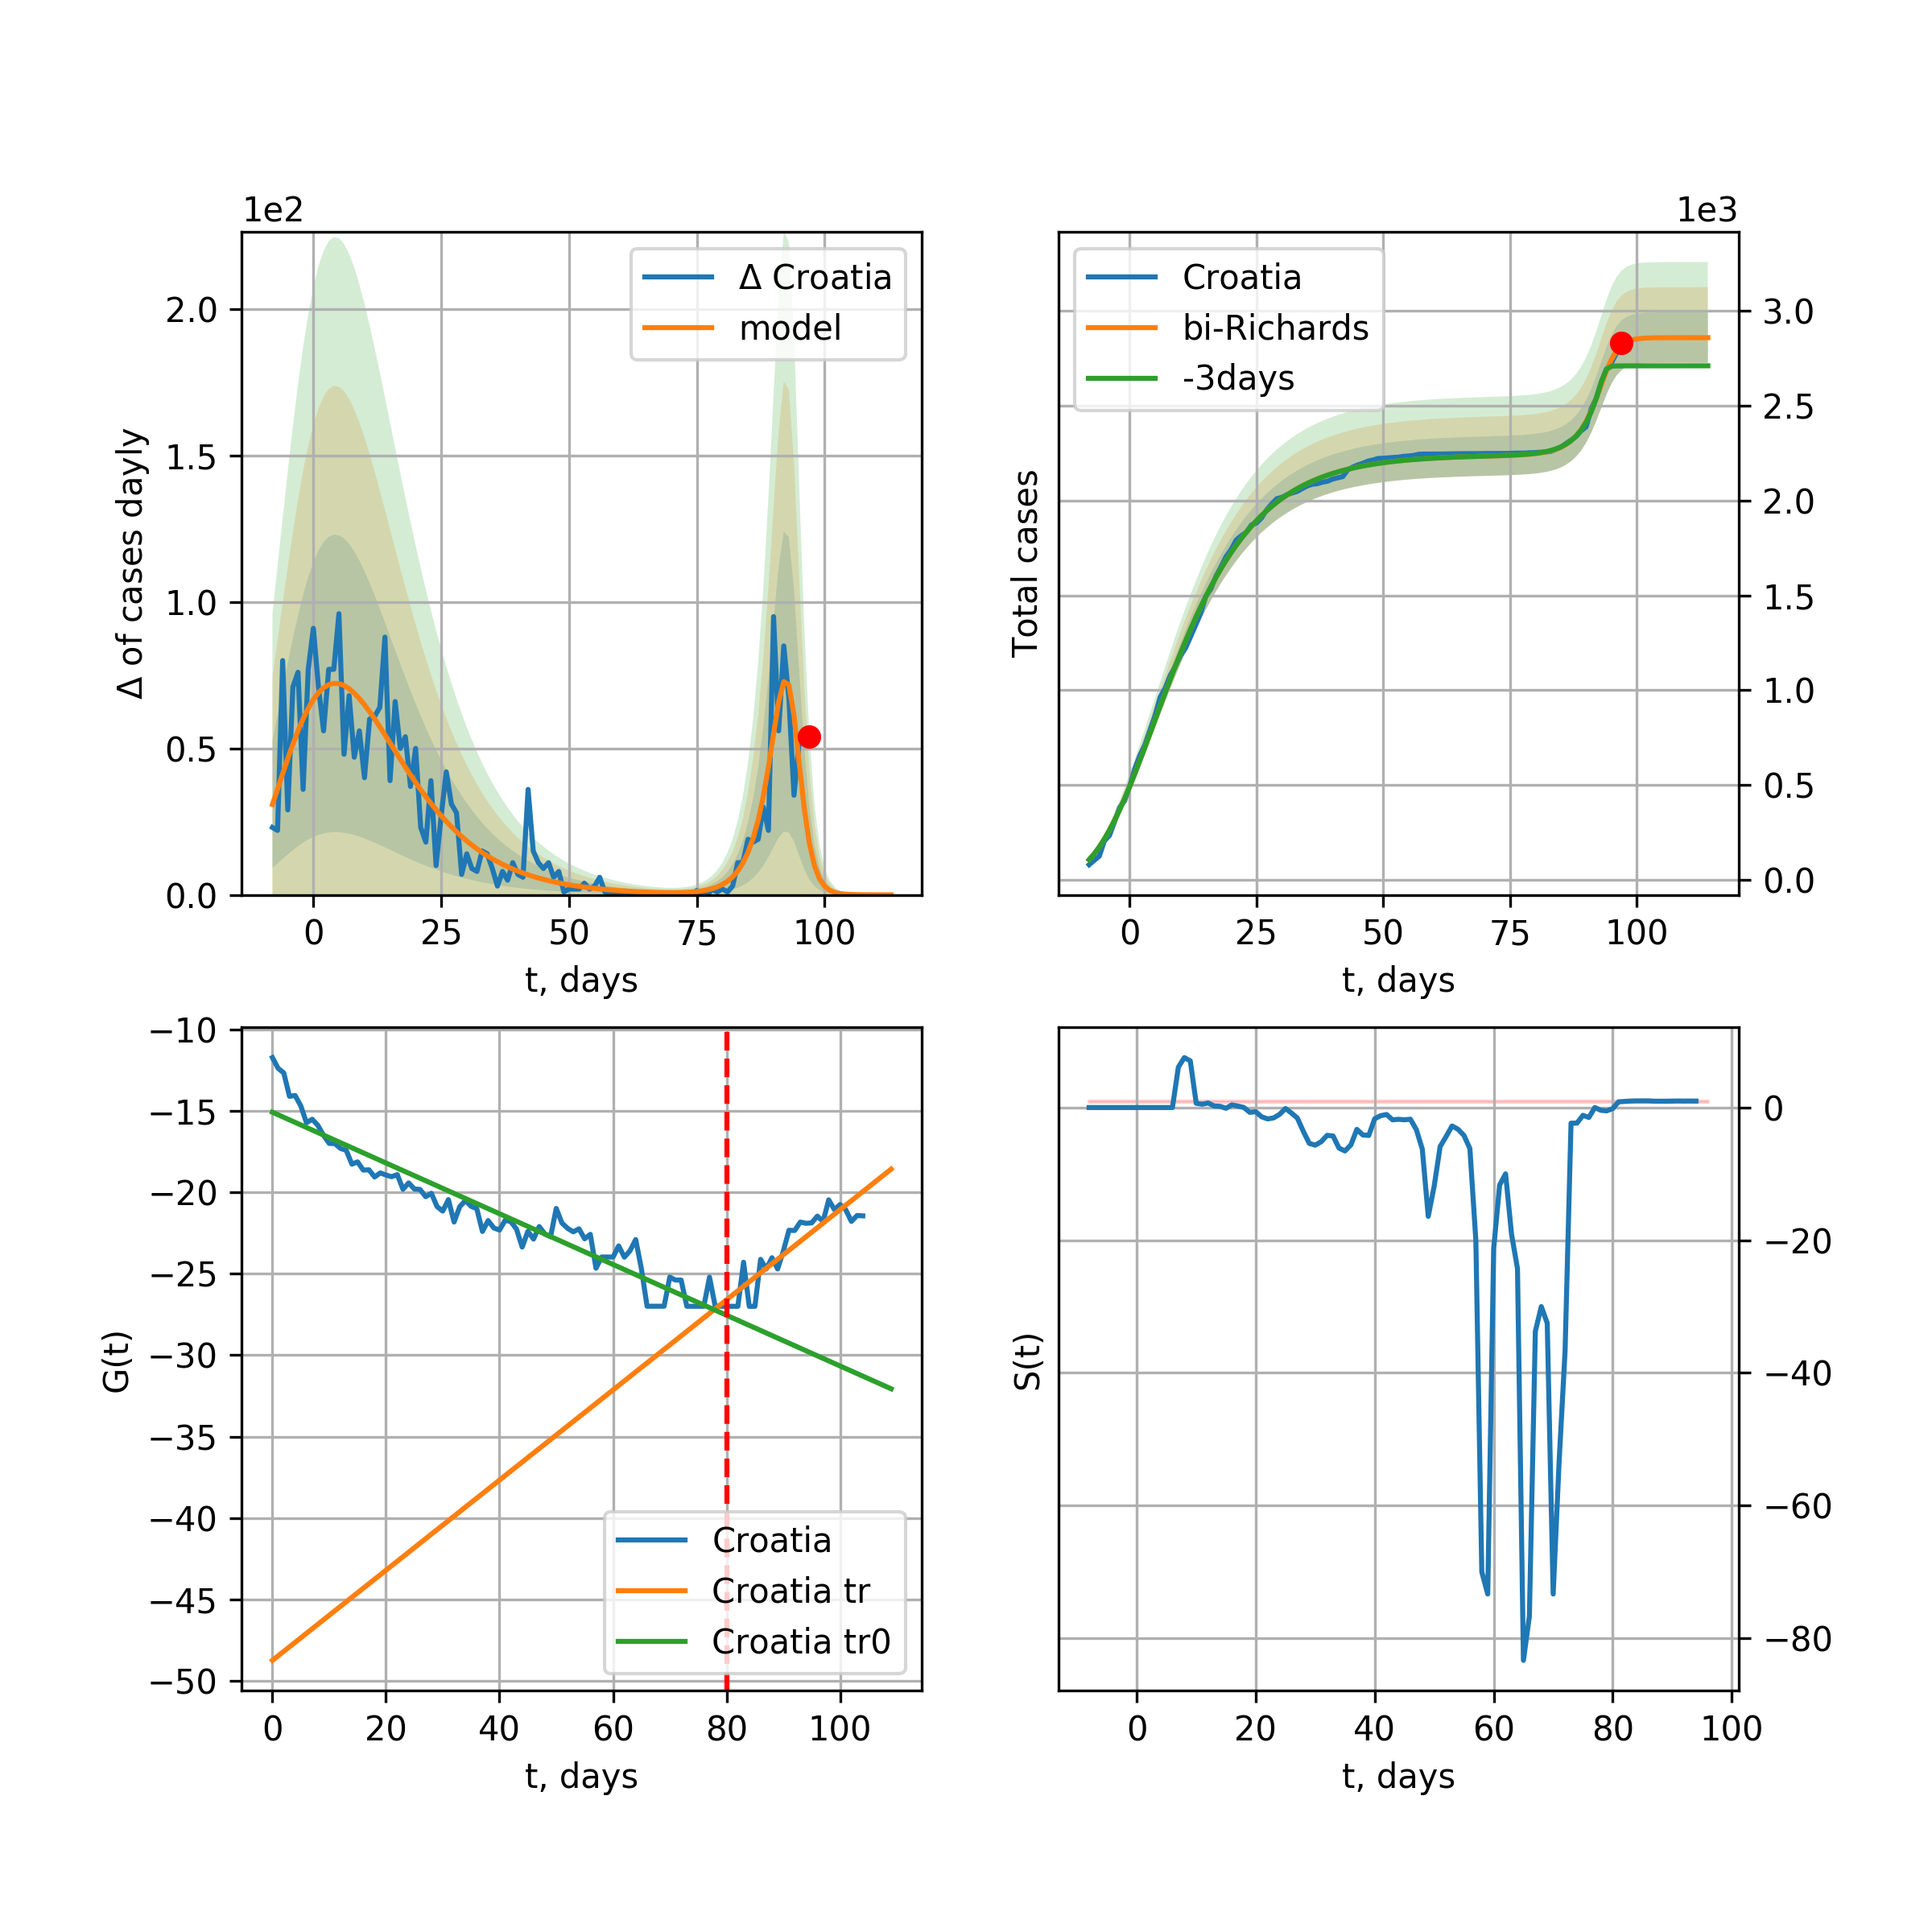 1e2
2.0
1.5
1.0
0.5
0.0
Δ of cases dayly
Δ Croatia
model
0 25 50 75 100
t, days
1e3
Total cases
Croatia
bi-Richards
-3days
3.0
2.5
2.0
1.5
1.0
0.5
0.0
0 25 50 75 100
t, days
−10
−15
−20
−25
−30
−35
−40
−45
−50
G(t)
Croatia
Croatia tr
Croatia tr0
0 20 40 60 80 100
t, days
S(t)
0
−20
−40
−60
−80
0 20 40 60 80 100
t, days